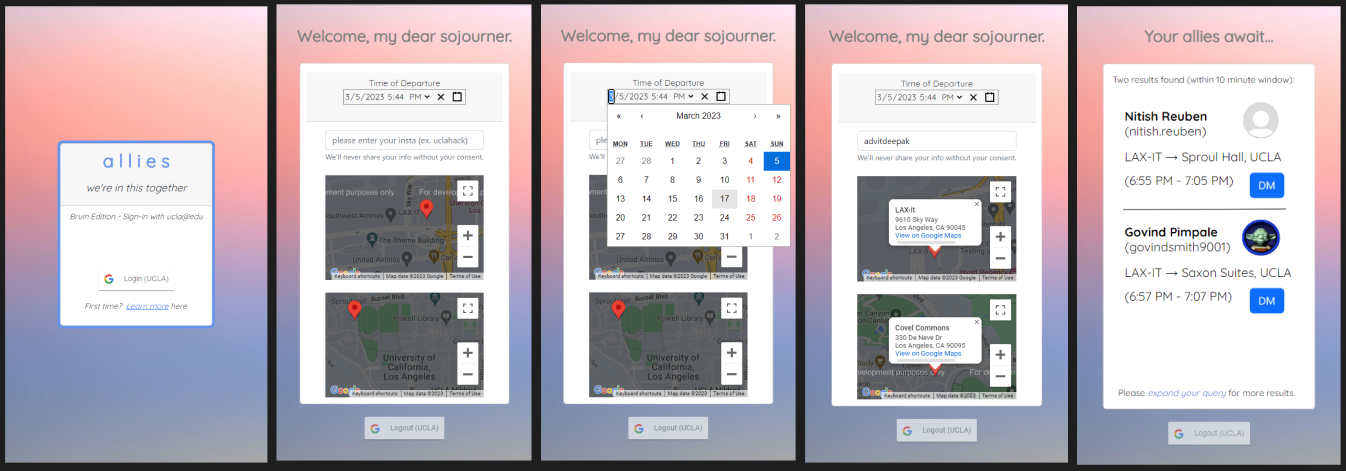 allies
we're in this together
Bruin Edition - Sign-in with ucla@edu
Login (UCLA)
First time? Learn more here.
Welcome, my dear sojourner.
Time of Departure
3/5/2023 5:44 PM
please enter your insta (ex. uclahack)
We'll never share your info without your consent.
Southwest Airlines
LAX-it
The Theme Building
United Airlines
Google
Keyboard shortcuts
Map data ©2023 Google
Terms of Use
Sunset Blvd
Powell Library
University of
California,
Los Angeles
Google
Keyboard shortcuts
Map data ©2023
Terms of Use
Logout (UCLA)
Welcome, my dear sojourner.
Time of Departure
3/5/2023 5:44 PM
« ‹ March 2023 › »
MON TUE WED THU FRI SAT SUN
27 28 1 2 3 4 5
6 7 8 9 10 11 12
13 14 15 16 17 18 19
20 21 22 23 24 25 26
27 28 29 30 31 1 2
ple
We'll
Southwest Airlines
The Theme Building
United Airlines
Google
Keyboard shortcuts
Map data ©2023 Google
Terms of Use
Sunset Blvd
Powell Library
University of
California,
Los Angeles
Google
Keyboard shortcuts
Map data ©2023
Terms of Use
Logout (UCLA)
Welcome, my dear sojourner.
Time of Departure
3/5/2023 5:44 PM
advitdeepak
We'll never share your info without your consent.
LAX-it
9610 Sky Way
Los Angeles, CA 90045
View on Google Maps
Google
Keyboard shortcuts
Map data ©2023
Terms of Use
Covel Commons
330 De Neve Dr
Los Angeles, CA 90095
View on Google Maps
velopment purposes only
Google
Keyboard shortcuts
Map data ©2023
Terms of Use
Logout (UCLA)
Your allies await...
Two results found (within 10 minute window):
Nitish Reuben
(nitish.reuben)
LAX-IT → Sproul Hall, UCLA
(6:55 PM - 7:05 PM)
DM
Govind Pimpale
(govindsmith9001)
LAX-IT → Saxon Suites, UCLA
(6:57 PM - 7:07 PM)
DM
Please expand your query for more results.
Logout (UCLA)